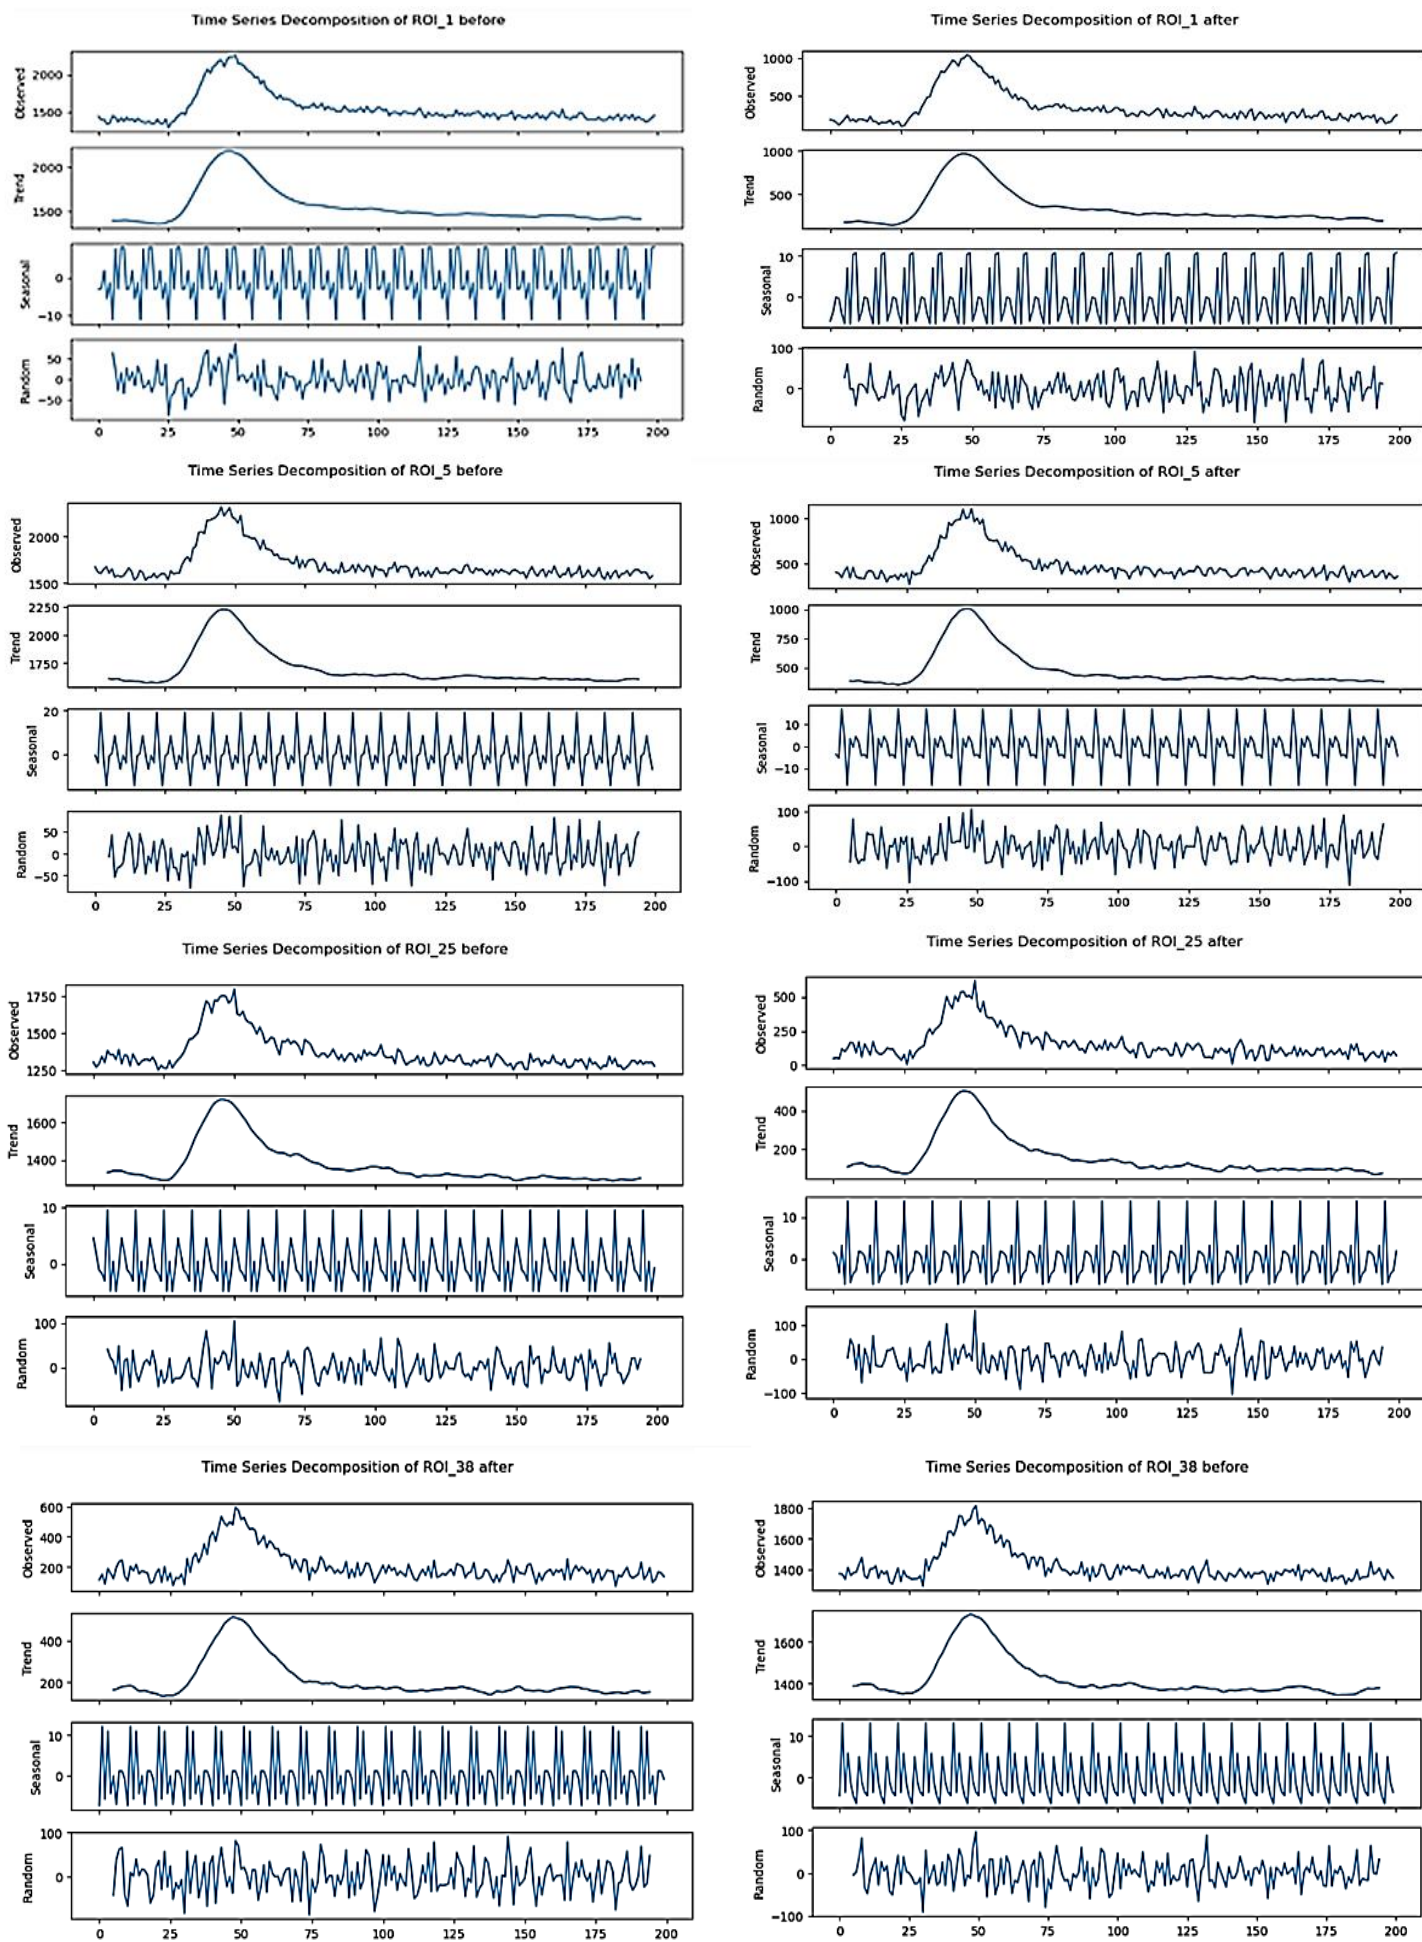 Time Series Decomposition of ROI_1 before
Observed
2000
1500
Trend
2000
1500
Seasonal
0
−10
Random
50
0
−50
0 25 50 75 100 125 150 175 200
Time Series Decomposition of ROI_1 after
Observed
1000
500
Trend
1000
500
Seasonal
10
0
Random
100
0
0 25 50 75 100 125 150 175 200
Time Series Decomposition of ROI_5 before
Observed
2000
1500
Trend
2250
2000
1750
Seasonal
20
0
Random
50
0
−50
0 25 50 75 100 125 150 175 200
Time Series Decomposition of ROI_5 after
Observed
1000
500
Trend
1000
750
500
Seasonal
10
0
−10
Random
100
0
−100
0 25 50 75 100 125 150 175 200
Time Series Decomposition of ROI_25 before
Observed
1750
1500
1250
Trend
1600
1400
Seasonal
10
0
Random
100
0
0 25 50 75 100 125 150 175 200
Time Series Decomposition of ROI_25 after
Observed
500
250
0
Trend
400
200
Seasonal
10
0
Random
100
0
−100
0 25 50 75 100 125 150 175 200
Time Series Decomposition of ROI_38 after
Observed
600
400
200
Trend
400
200
Seasonal
10
0
Random
100
0
0 25 50 75 100 125 150 175 200
Time Series Decomposition of ROI_38 before
Observed
1800
1600
1400
Trend
1600
1400
Seasonal
10
0
Random
100
0
−100
0 25 50 75 100 125 150 175 200